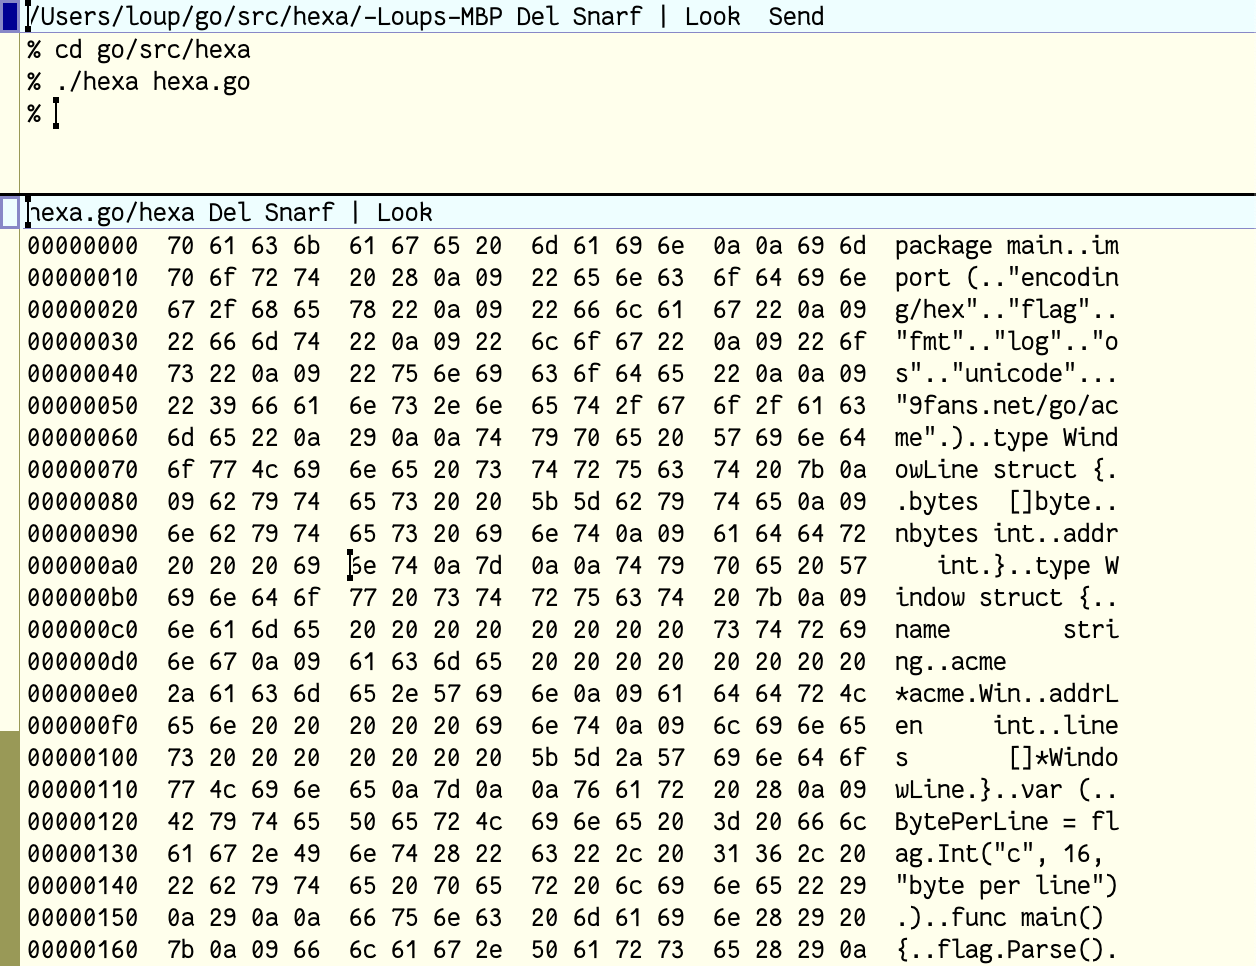 /Users/loup/go/src/hexa/-Loups-MBP Del Snarf | Look  Send
% cd go/src/hexa
% ./hexa hexa.go
%
hexa.go/hexa Del Snarf | Look
00000000  70 61 63 6b  61 67 65 20  6d 61 69 6e  0a 0a 69 6d  package main..im
00000010  70 6f 72 74  20 28 0a 09  22 65 6e 63  6f 64 69 6e  port (.."encodin
00000020  67 2f 68 65  78 22 0a 09  22 66 6c 61  67 22 0a 09  g/hex".."flag"..
00000030  22 66 6d 74  22 0a 09 22  6c 6f 67 22  0a 09 22 6f  "fmt".."log".."o
00000040  73 22 0a 09  22 75 6e 69  63 6f 64 65  22 0a 0a 09  s".."unicode"...
00000050  22 39 66 61  6e 73 2e 6e  65 74 2f 67  6f 2f 61 63  "9fans.net/go/ac
00000060  6d 65 22 0a  29 0a 0a 74  79 70 65 20  57 69 6e 64  me".)..type Wind
00000070  6f 77 4c 69  6e 65 20 73  74 72 75 63  74 20 7b 0a  owLine struct {.
00000080  09 62 79 74  65 73 20 20  5b 5d 62 79  74 65 0a 09  .bytes  []byte..
00000090  6e 62 79 74  65 73 20 69  6e 74 0a 09  61 64 64 72  nbytes int..addr
000000a0  20 20 20 69  6e 74 0a 7d  0a 0a 74 79  70 65 20 57     int.}..type W
000000b0  69 6e 64 6f  77 20 73 74  72 75 63 74  20 7b 0a 09  indow struct {..
000000c0  6e 61 6d 65  20 20 20 20  20 20 20 20  73 74 72 69  name        stri
000000d0  6e 67 0a 09  61 63 6d 65  20 20 20 20  20 20 20 20  ng..acme
000000e0  2a 61 63 6d  65 2e 57 69  6e 0a 09 61  64 64 72 4c  *acme.Win..addrL
000000f0  65 6e 20 20  20 20 20 69  6e 74 0a 09  6c 69 6e 65  en     int..line
00000100  73 20 20 20  20 20 20 20  5b 5d 2a 57  69 6e 64 6f  s       []*Windo
00000110  77 4c 69 6e  65 0a 7d 0a  0a 76 61 72  20 28 0a 09  wLine.}..var (..
00000120  42 79 74 65  50 65 72 4c  69 6e 65 20  3d 20 66 6c  BytePerLine = fl
00000130  61 67 2e 49  6e 74 28 22  63 22 2c 20  31 36 2c 20  ag.Int("c", 16,
00000140  22 62 79 74  65 20 70 65  72 20 6c 69  6e 65 22 29  "byte per line")
00000150  0a 29 0a 0a  66 75 6e 63  20 6d 61 69  6e 28 29 20  .)..func main()
00000160  7b 0a 09 66  6c 61 67 2e  50 61 72 73  65 28 29 0a  {..flag.Parse().